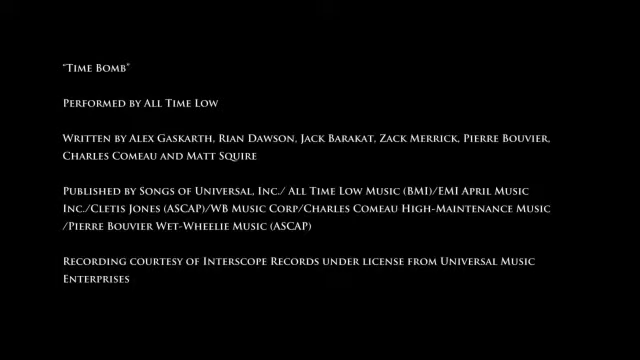 "Time Bomb"
Performed by All Time Low
Written by Alex Gaskarth, Rian Dawson, Jack Barakat, Zack Merrick, Pierre Bouvier,
Charles Comeau and Matt Squire
Published by Songs of Universal, Inc./ All Time Low Music (BMI)/EMI April Music
Inc./Cletis Jones (ASCAP)/WB Music Corp/Charles Comeau High-Maintenance Music
/Pierre Bouvier Wet-Wheelie Music (ASCAP)
Recording courtesy of Interscope Records under license from Universal Music
Enterprises